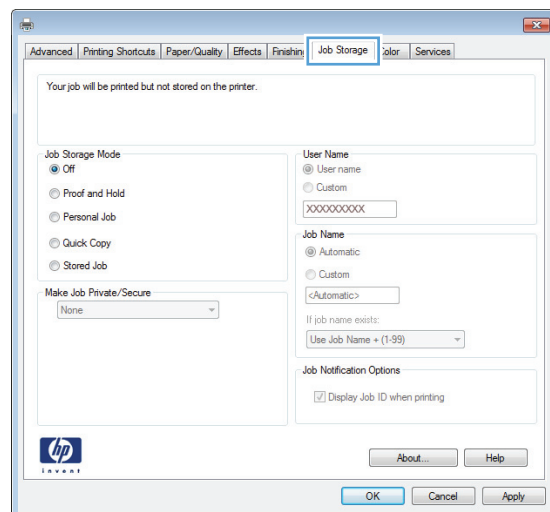 Advanced Printing Shortcuts Paper/Quality Effects Finishing Job Storage Color Services
Your job will be printed but not stored on the printer.
Job Storage Mode
Off
Proof and Hold
Personal Job
Quick Copy
Stored Job
Make Job Private/Secure
None
User Name
User name
Custom
XXXXXXXXX
Job Name
Automatic
Custom
<Automatic>
If job name exists:
Use Job Name + (1-99)
Job Notification Options
Display Job ID when printing
hp
invent
About... Help
OK Cancel Apply